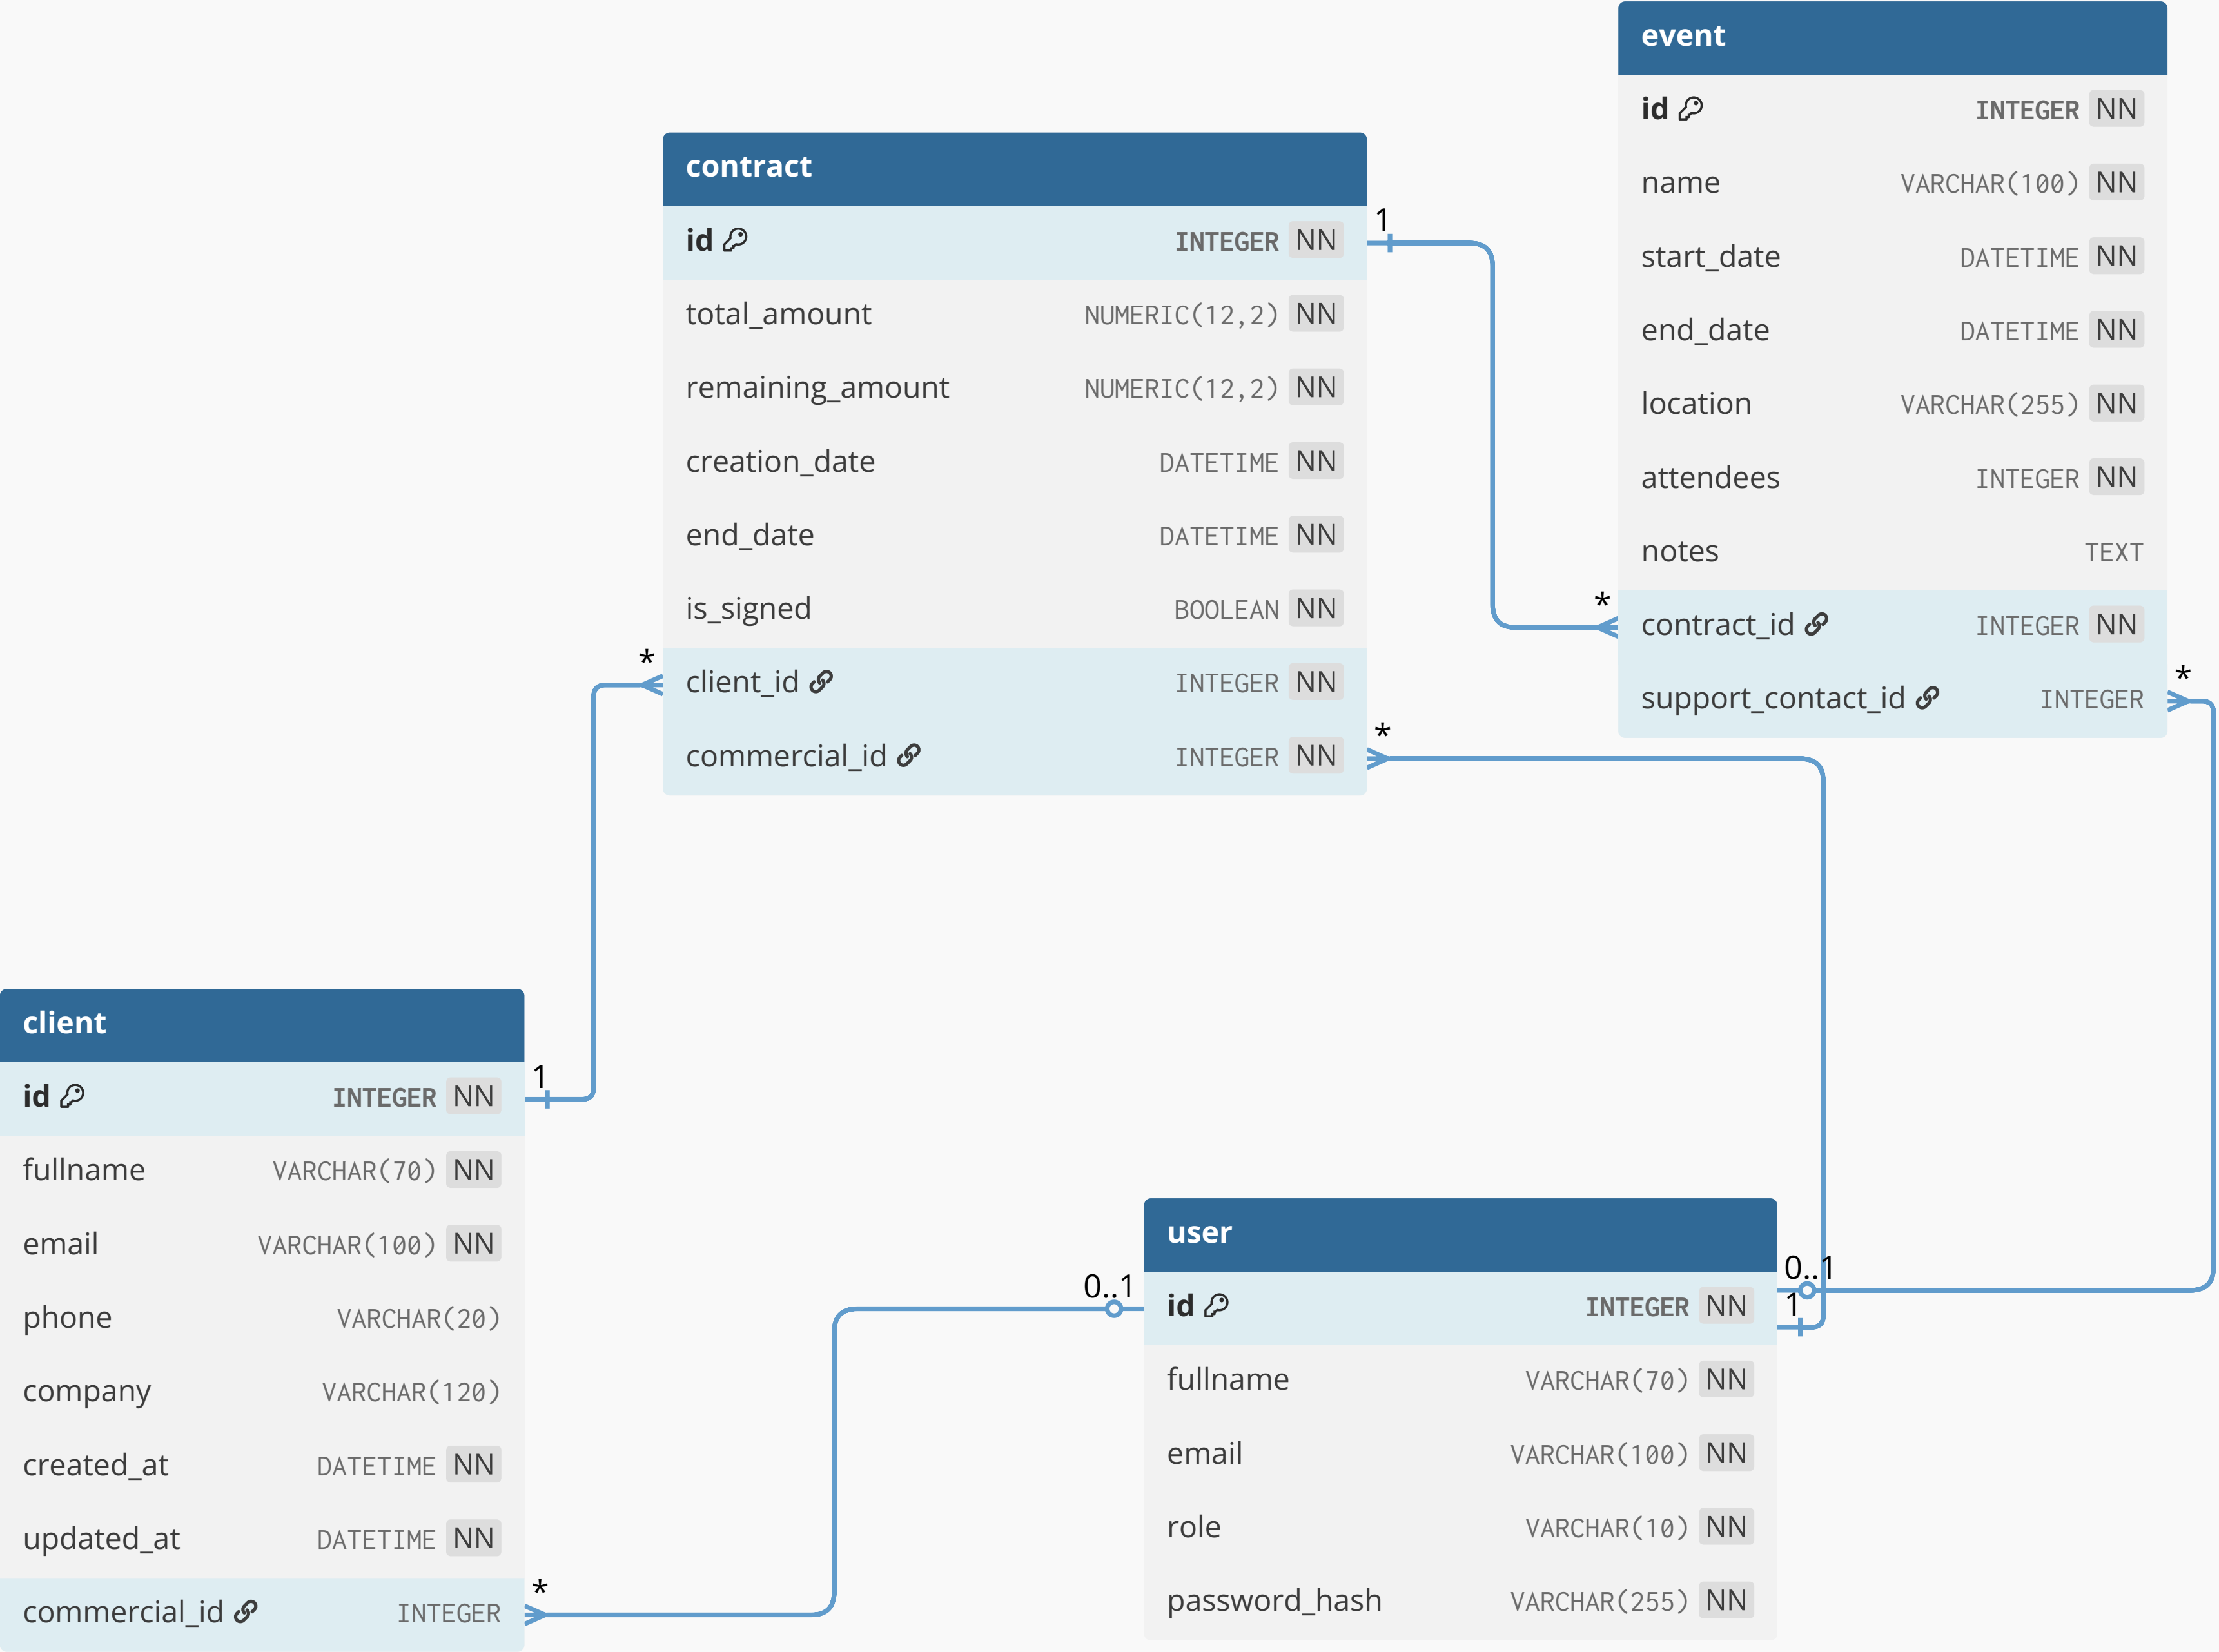 event
id INTEGER NN
name VARCHAR(100) NN
start_date DATETIME NN
end_date DATETIME NN
location VARCHAR(255) NN
attendees INTEGER NN
notes TEXT
* contract_id INTEGER NN
support_contact_id INTEGER *
contract
id INTEGER NN 1
total_amount NUMERIC(12,2) NN
remaining_amount NUMERIC(12,2) NN
creation_date DATETIME NN
end_date DATETIME NN
is_signed BOOLEAN NN
* client_id INTEGER NN
commercial_id INTEGER NN *
client
id INTEGER NN 1
fullname VARCHAR(70) NN
email VARCHAR(100) NN
phone VARCHAR(20)
company VARCHAR(120)
created_at DATETIME NN
updated_at DATETIME NN
commercial_id INTEGER *
user
0..1 id INTEGER NN 0..1
1
fullname VARCHAR(70) NN
email VARCHAR(100) NN
role VARCHAR(10) NN
password_hash VARCHAR(255) NN